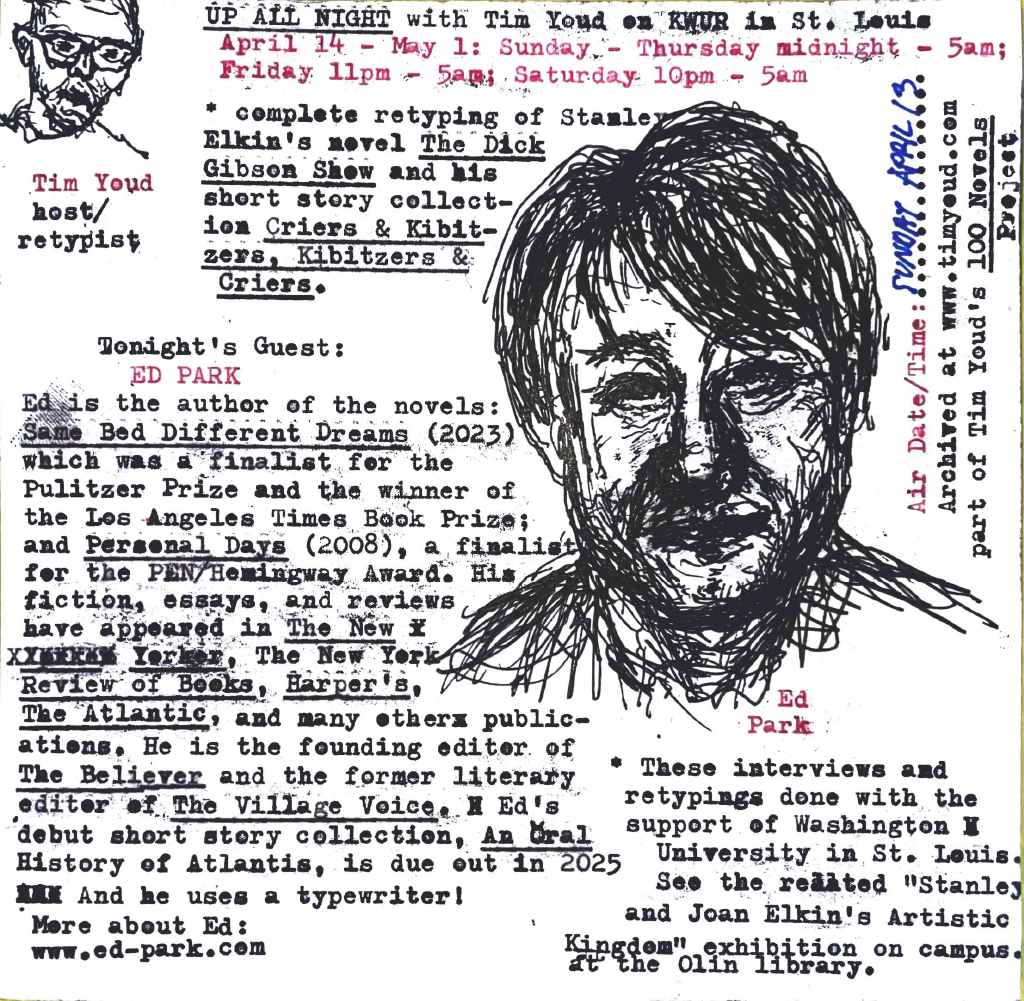 UP ALL NIGHT with Tim Youd on KWUR in St. Louis
April 14 - May 1: Sunday - Thursday midnight - 5am;
Friday 11pm - 5am; Saturday 10pm - 5am
* complete retyping of Stanley
Elkin's novel The Dick
Gibson Show and his
short story collect-
ion Criers & Kibit-
zers, Kibitzers &
Criers.
Tim Youd
host/
retypist
Tonight's Guest:
ED PARK
Ed is the author of the novels:
Same Bed Different Dreams (2023)
which was a finalist for the
Pulitzer Prize and the winner of
the Los Angeles Times Book Prize;
and Personal Days (2008), a finalist
for the PEN/Hemingway Award. His
fiction, essays, and reviews
have appeared in The New X
Yorker, The New York
Review of Books, Harper's,
The Atlantic, and many otherx public-
ations. He is the founding editor of
The Believer and the former literary
editor of The Village Voice. Ed's
debut short story collection, An Oral
History of Atlantis, is due out in 2025
And he uses a typewriter!
More about Ed:
www.ed-park.com
Air Date/Time: SUNDAY APRIL 13
Archived at www.timyoud.com
part of Tim Youd's 100 Novels
Project
Ed
Park
* These interviews and
retypings done with the
support of Washington
University in St. Louis.
See the related "Stanley
and Joan Elkin's Artistic
Kingdom" exhibition on campus.
at the Olin library.